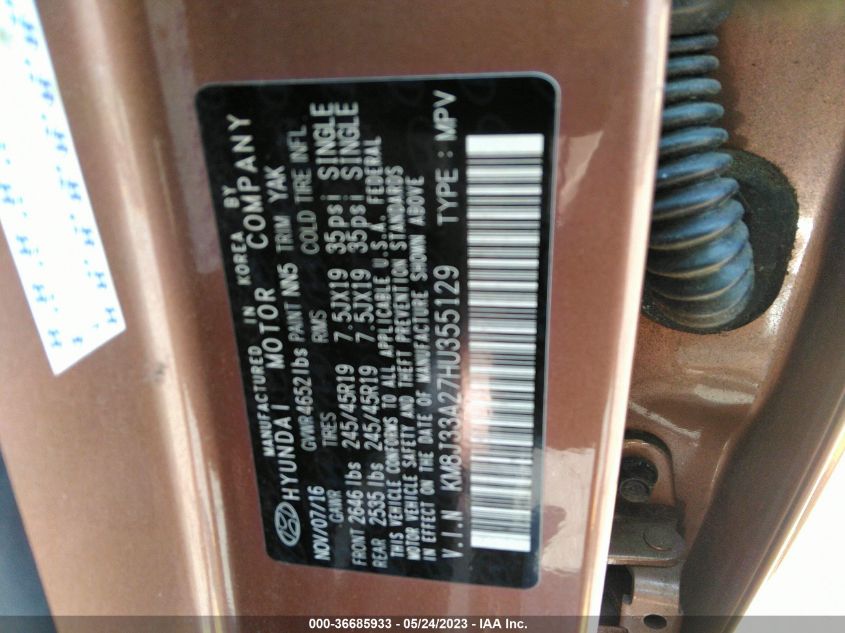 MANUFACTURED IN KOREA BY
HYUNDAI MOTOR COMPANY
NOV/07/16 GVWR 4652 lbs PAINT NN5 TRIM YAK
GAWR TIRES RIMS COLD TIRE INFL.
FRONT 2646 lbs 245/45R19 7.5JX19 35psi SINGLE
REAR 2535 lbs 245/45R19 7.5JX19 35psi SINGLE
THIS VEHICLE CONFORMS TO ALL APPLICABLE U.S.A. FEDERAL
MOTOR VEHICLE SAFETY AND THEFT PREVENTION STANDARDS
IN EFFECT ON THE DATE OF MANUFACTURE SHOWN ABOVE
V.I.N KM8J33A27HU355129 TYPE : MPV
000-36685933 - 05/24/2023 - IAA Inc.